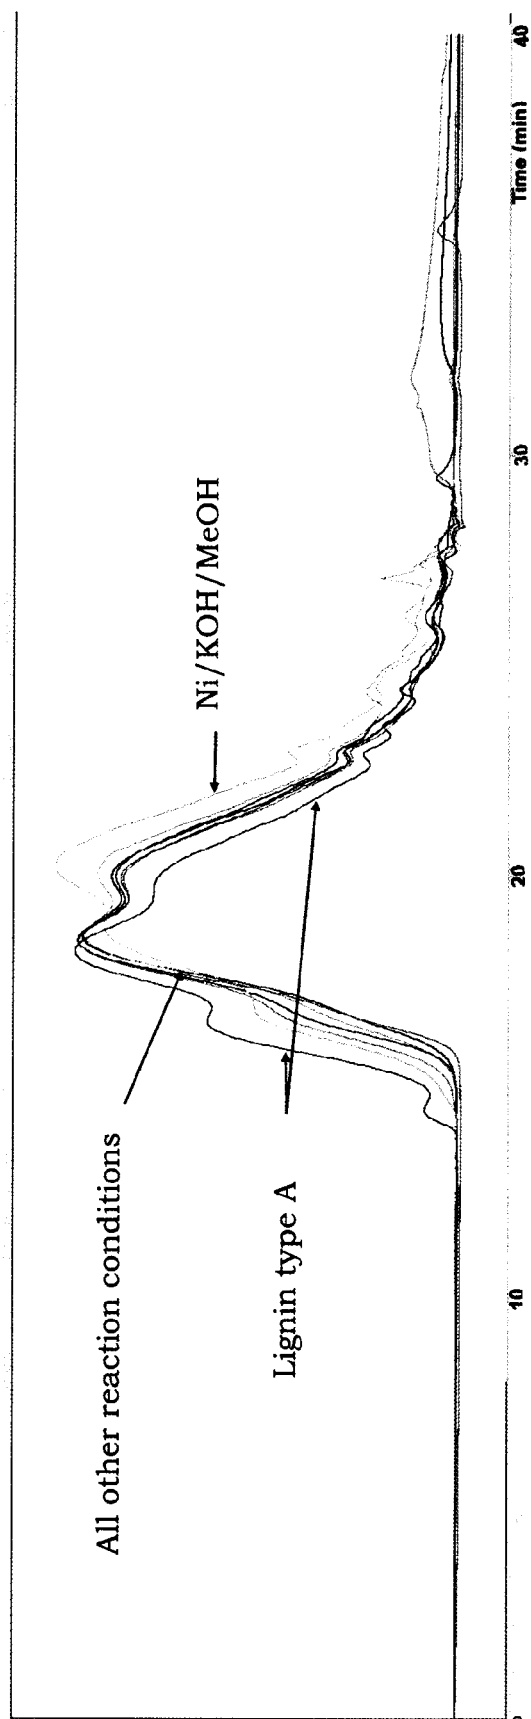 All other reaction conditions
Lignin type A
Ni/KOH/MeOH
10
20
30
40
Time (min)